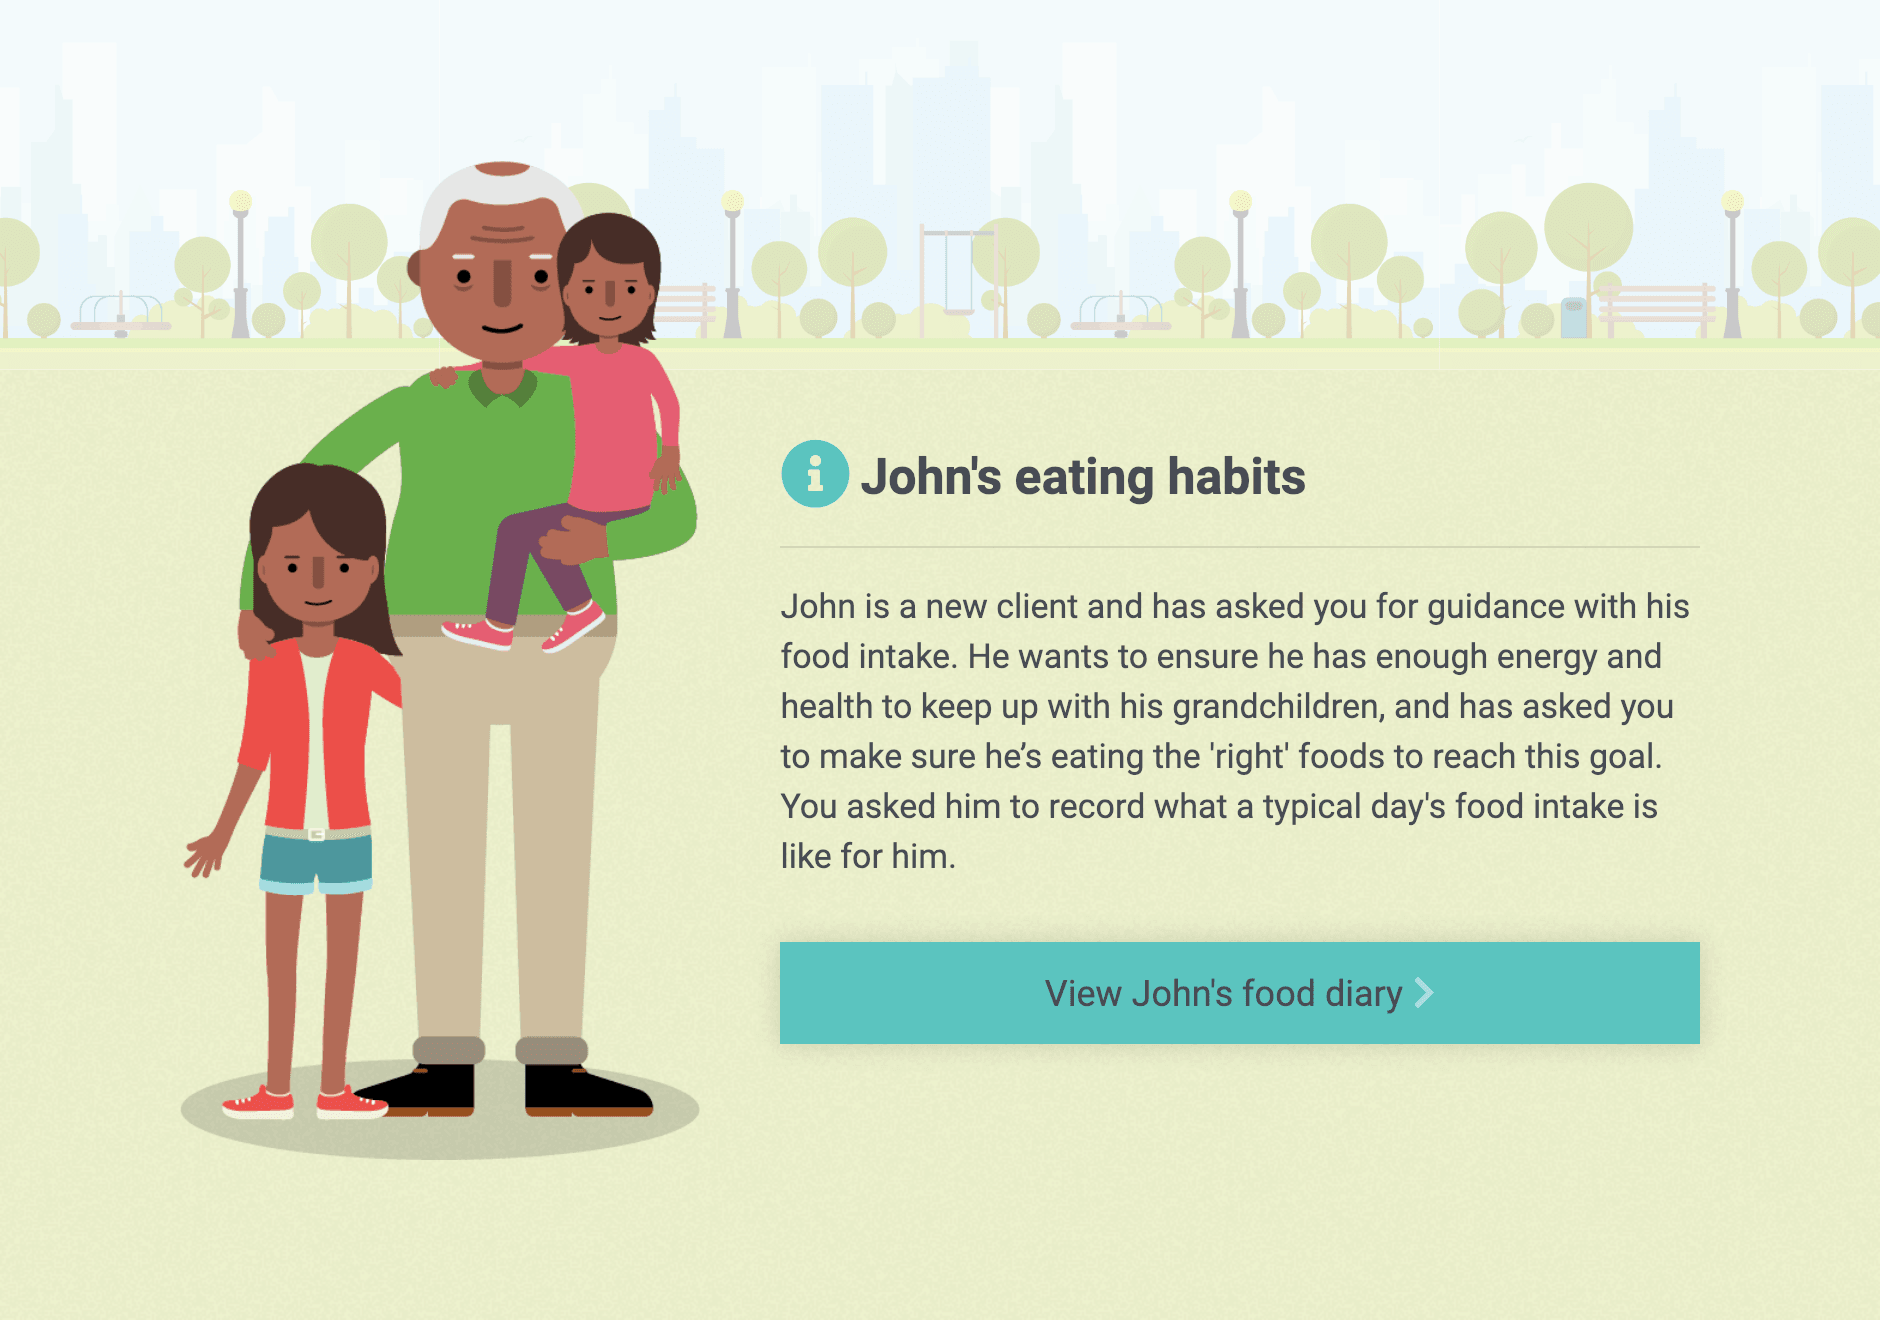 John's eating habits
John is a new client and has asked you for guidance with his
food intake. He wants to ensure he has enough energy and
health to keep up with his grandchildren, and has asked you
to make sure he’s eating the 'right' foods to reach this goal.
You asked him to record what a typical day's food intake is
like for him.
View John's food diary